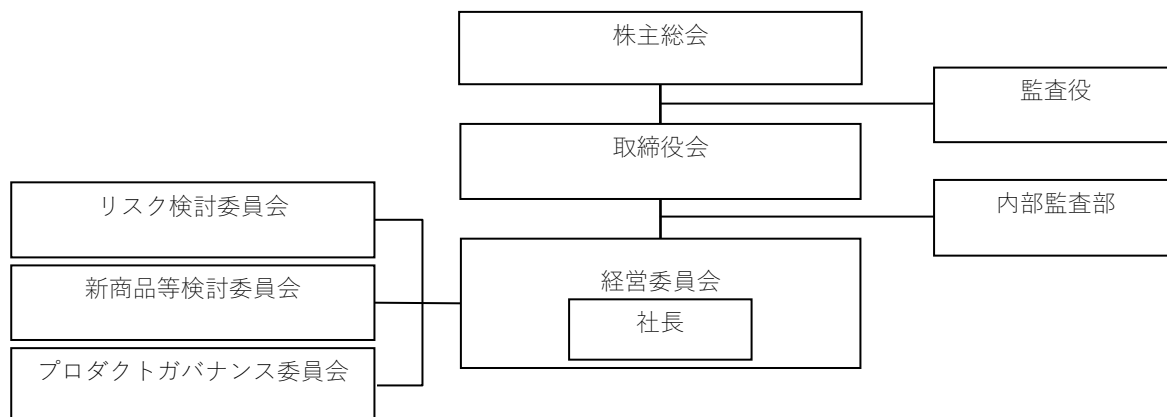 株主総会
監査役
取締役会
リスク検討委員会
内部監査部
新商品等検討委員会
経営委員会
社長
プロダクトガバナンス委員会